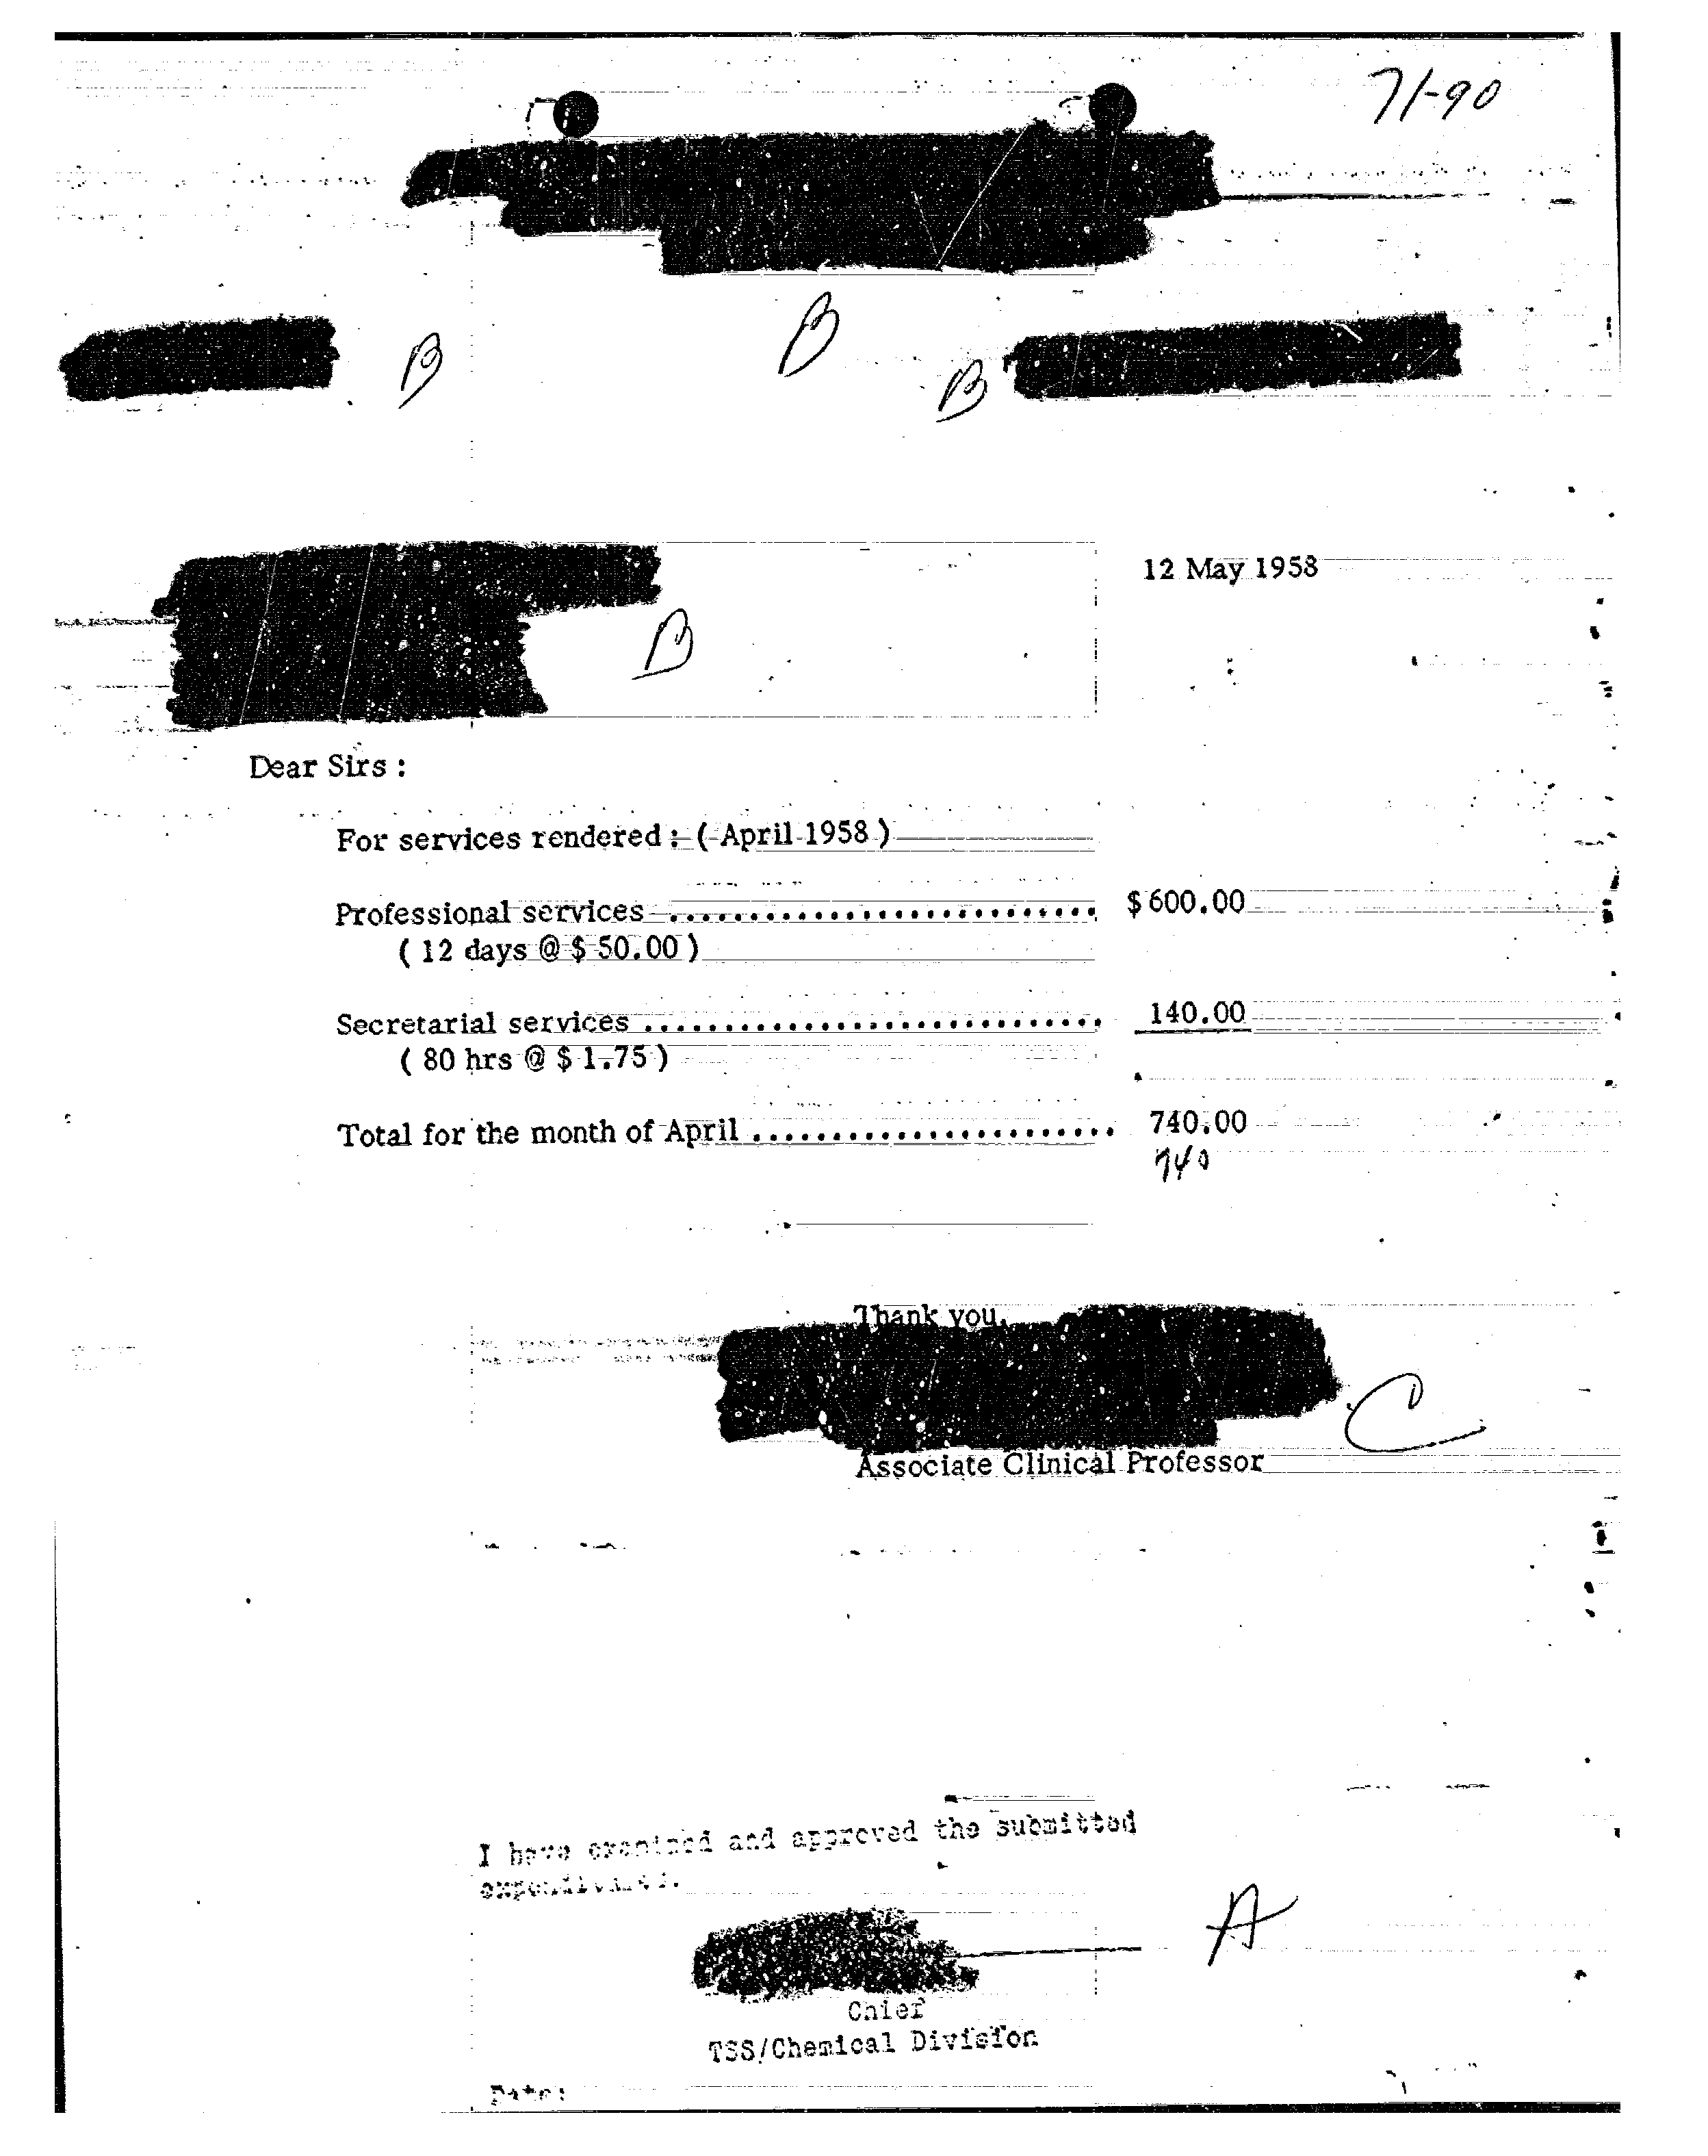 71-90
B
B
B
12 May 1958
B
Dear Sirs :
For services rendered : ( April 1958 )
Professional services ........................... $ 600.00
( 12 days @ $ 50.00 )
Secretarial services ............................. 140.00
( 80 hrs @ $ 1.75 )
Total for the month of April ....................... 740.00
740
Thank you,
C
Associate Clinical Professor
I have examined and approved the submitted
expenditures.
A
Chief
TSS/Chemical Division
Date: